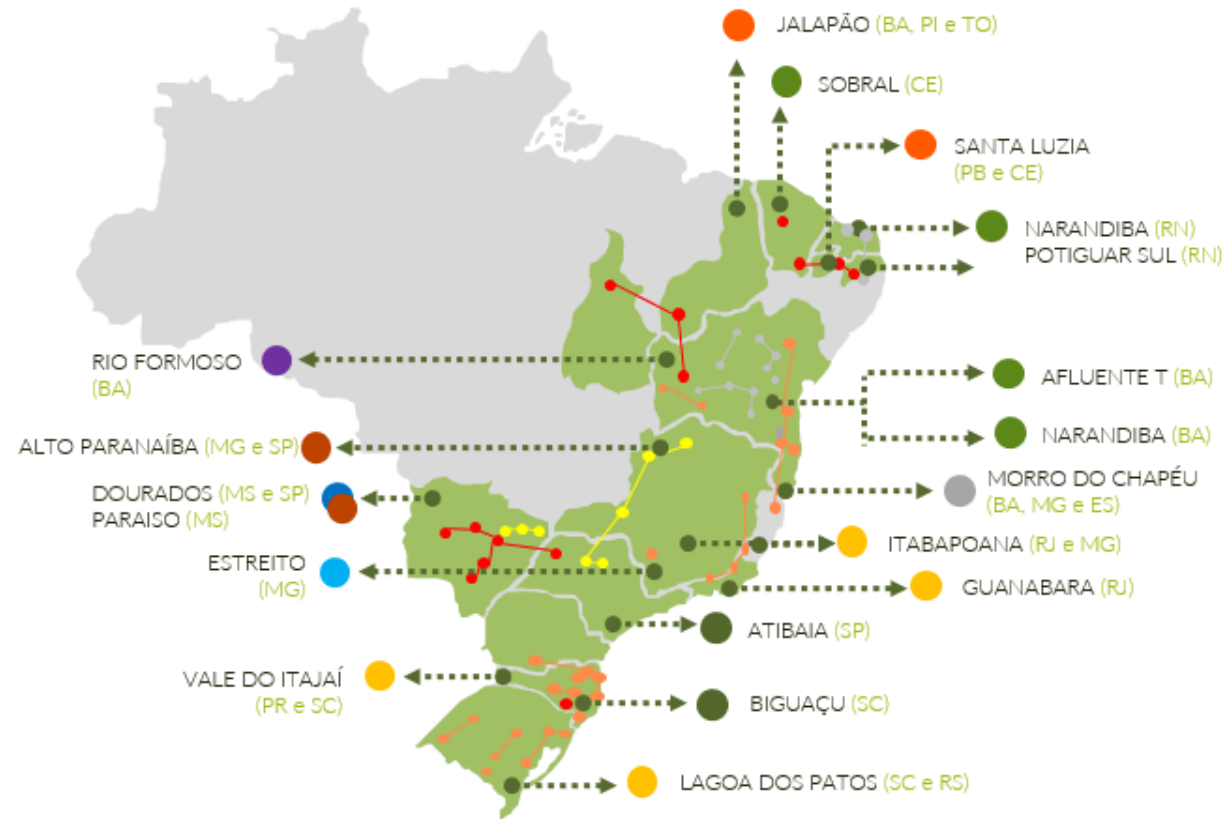 JALAPÃO (BA, PI e TO)
SOBRAL (CE)
SANTA LUZIA
(PB e CE)
NARANDIBA (RN)
POTIGUAR SUL (RN)
RIO FORMOSO
(BA)
AFLUENTE T (BA)
NARANDIBA (BA)
ALTO PARANAÍBA (MG e SP)
DOURADOS (MS e SP)
PARAISO (MS)
MORRO DO CHAPÉU
(BA, MG e ES)
ITABAPOANA (RJ e MG)
ESTREITO
(MG)
GUANABARA (RJ)
ATIBAIA (SP)
VALE DO ITAJAÍ
(PR e SC)
BIGUAÇU (SC)
LAGOA DOS PATOS (SC e RS)